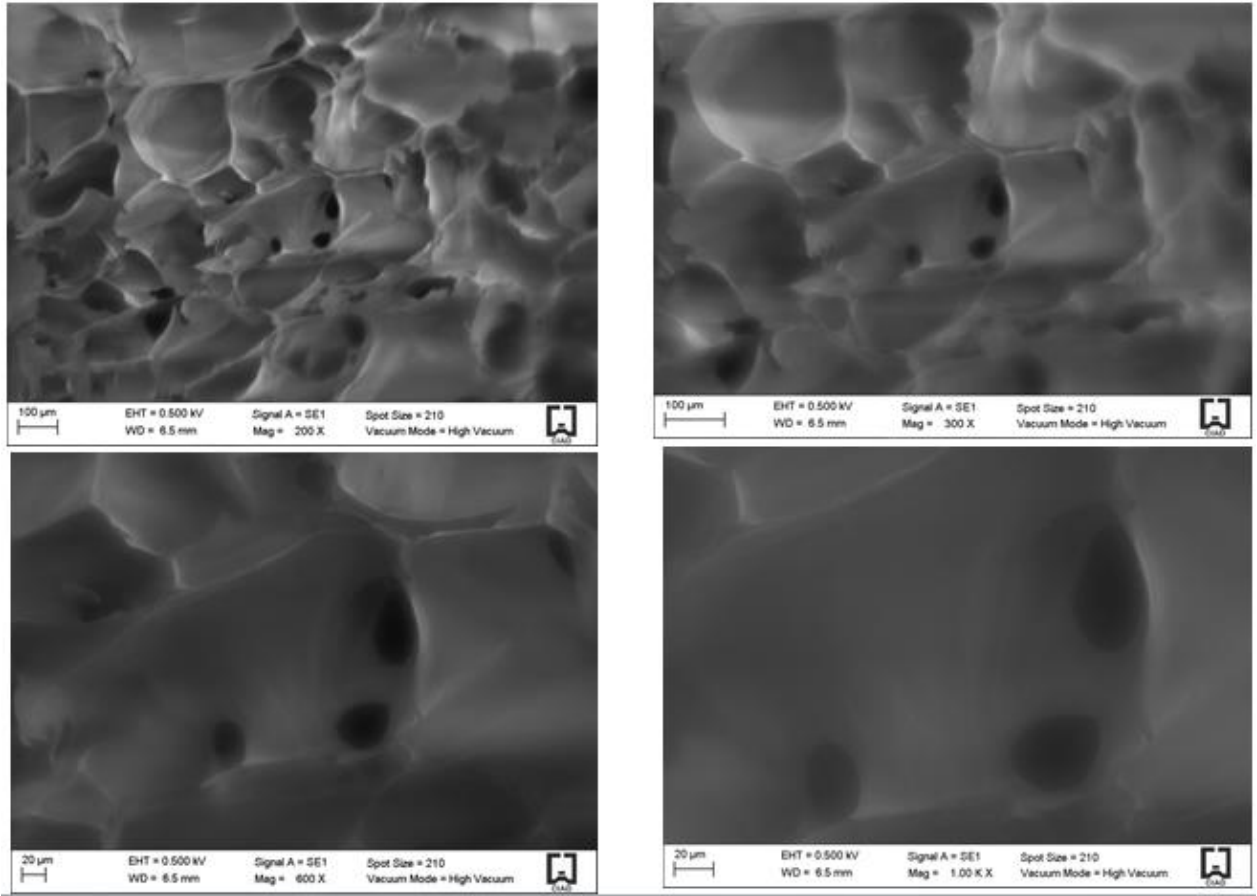 100 µm EHT = 0.500 kV Signal A = SE1 Spot Size = 210
WD = 6.5 mm Mag = 200 X Vacuum Mode = High Vacuum
CIAD
100 µm EHT = 0.500 kV Signal A = SE1 Spot Size = 210
WD = 6.5 mm Mag = 300 X Vacuum Mode = High Vacuum
CIAD
20 µm EHT = 0.500 kV Signal A = SE1 Spot Size = 210
WD = 6.5 mm Mag = 600 X Vacuum Mode = High Vacuum
CIAD
20 µm EHT = 0.500 kV Signal A = SE1 Spot Size = 210
WD = 6.5 mm Mag = 1.00 K X Vacuum Mode = High Vacuum
CIAD